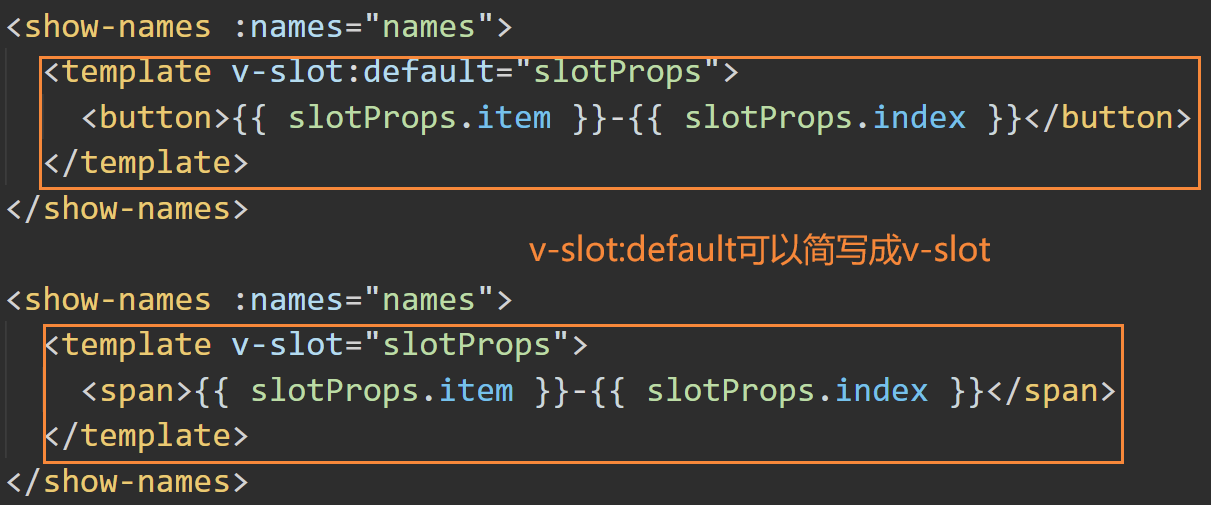 <show-names :names="names">
<template v-slot:default="slotProps">
<button>{{ slotProps.item }}-{{ slotProps.index }}</button>
</template>
</show-names>
v-slot:default可以简写成v-slot
<show-names :names="names">
<template v-slot="slotProps">
<span>{{ slotProps.item }}-{{ slotProps.index }}</span>
</template>
</show-names>